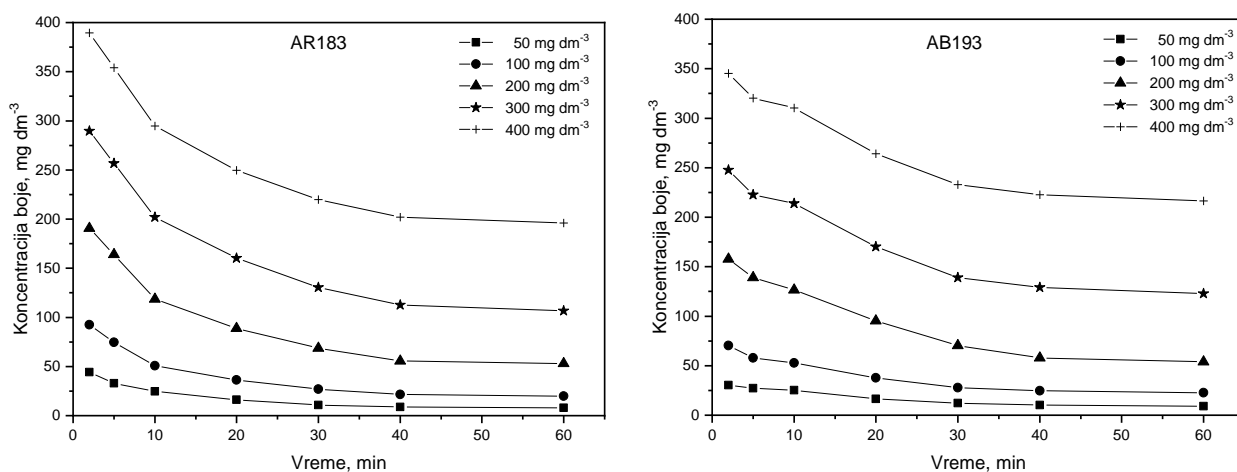 AR183
50 mg dm-3
100 mg dm-3
200 mg dm-3
300 mg dm-3
400 mg dm-3
400
350
300
250
200
150
100
50
0
Koncentracija boje, mg dm-3
0 10 20 30 40 50 60
Vreme, min
AB193
50 mg dm-3
100 mg dm-3
200 mg dm-3
300 mg dm-3
400 mg dm-3
400
350
300
250
200
150
100
50
0
Koncentracija boje, mg dm-3
0 10 20 30 40 50 60
Vreme, min